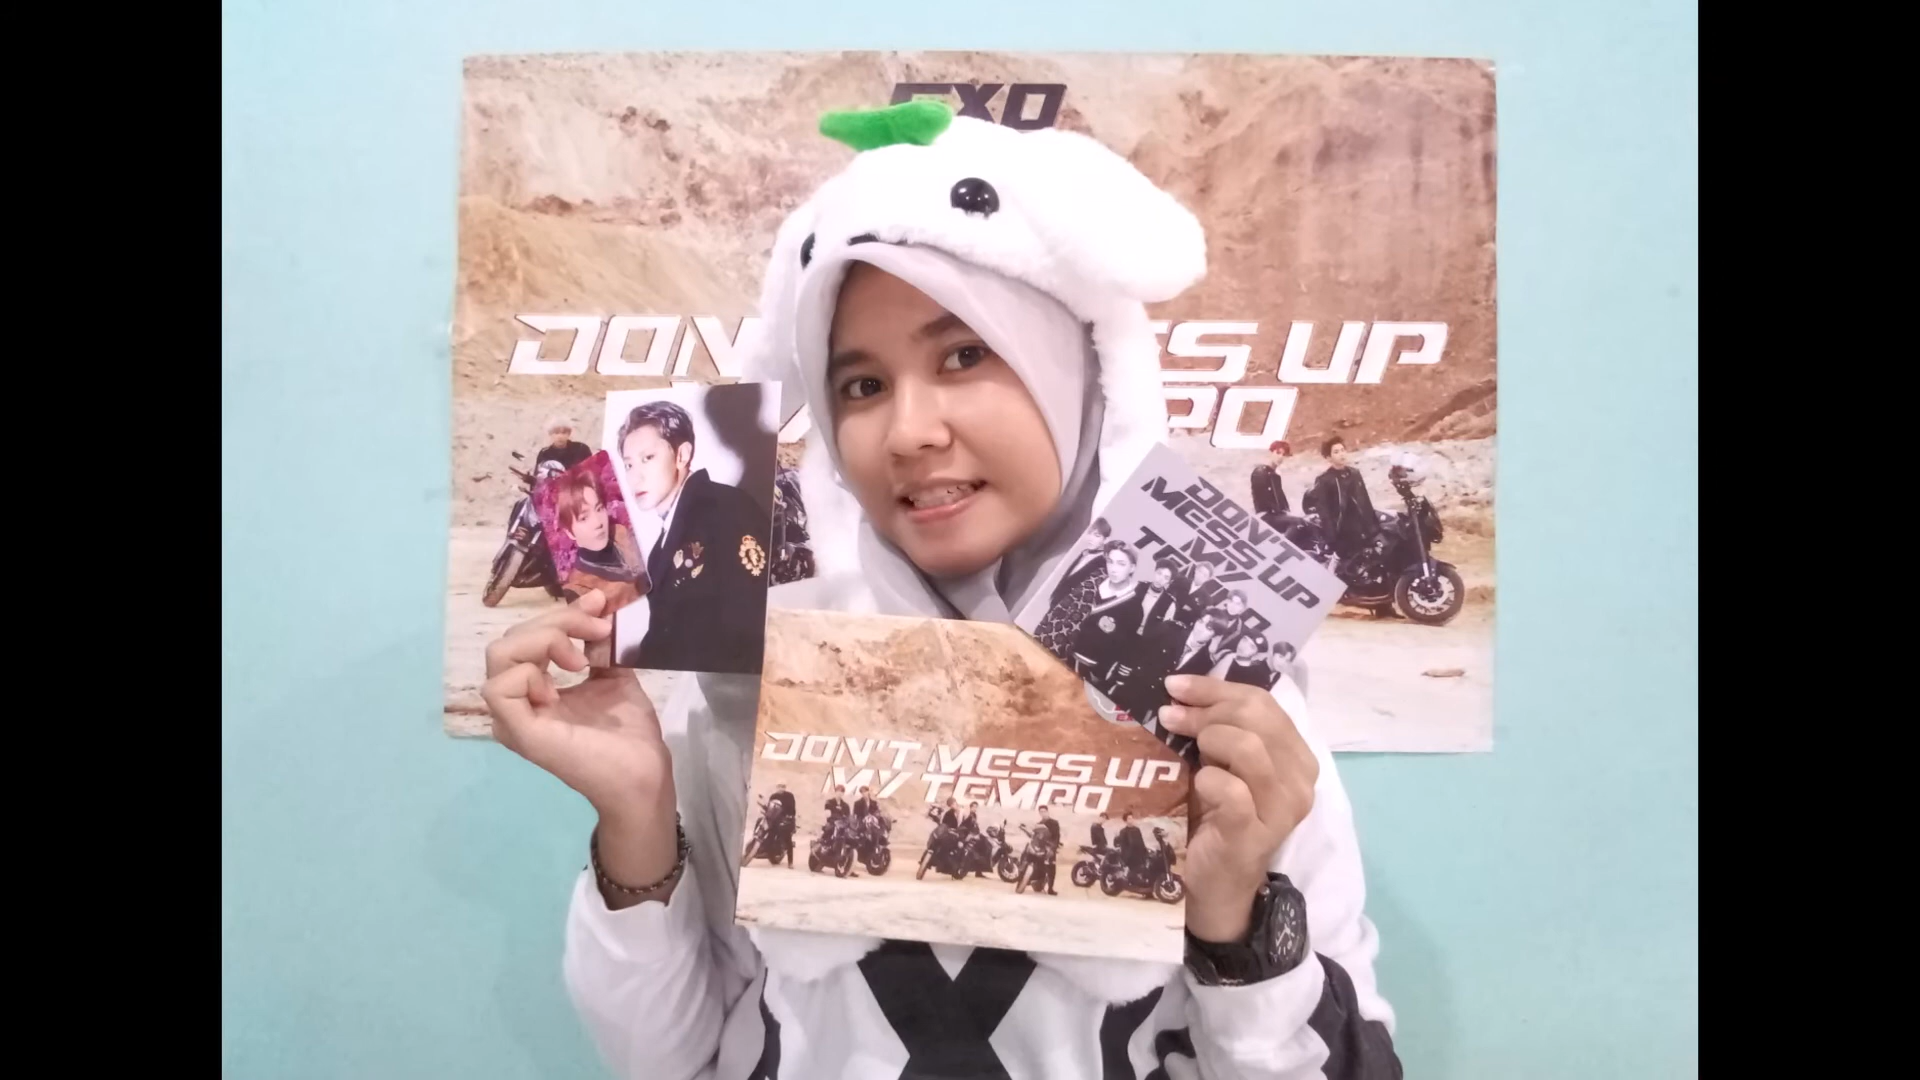 EXO
DON'T MESS UP
MY TEMPO
DON'T
MESS UP
MY
TEMPO
DON'T MESS UP
MY TEMPO
X